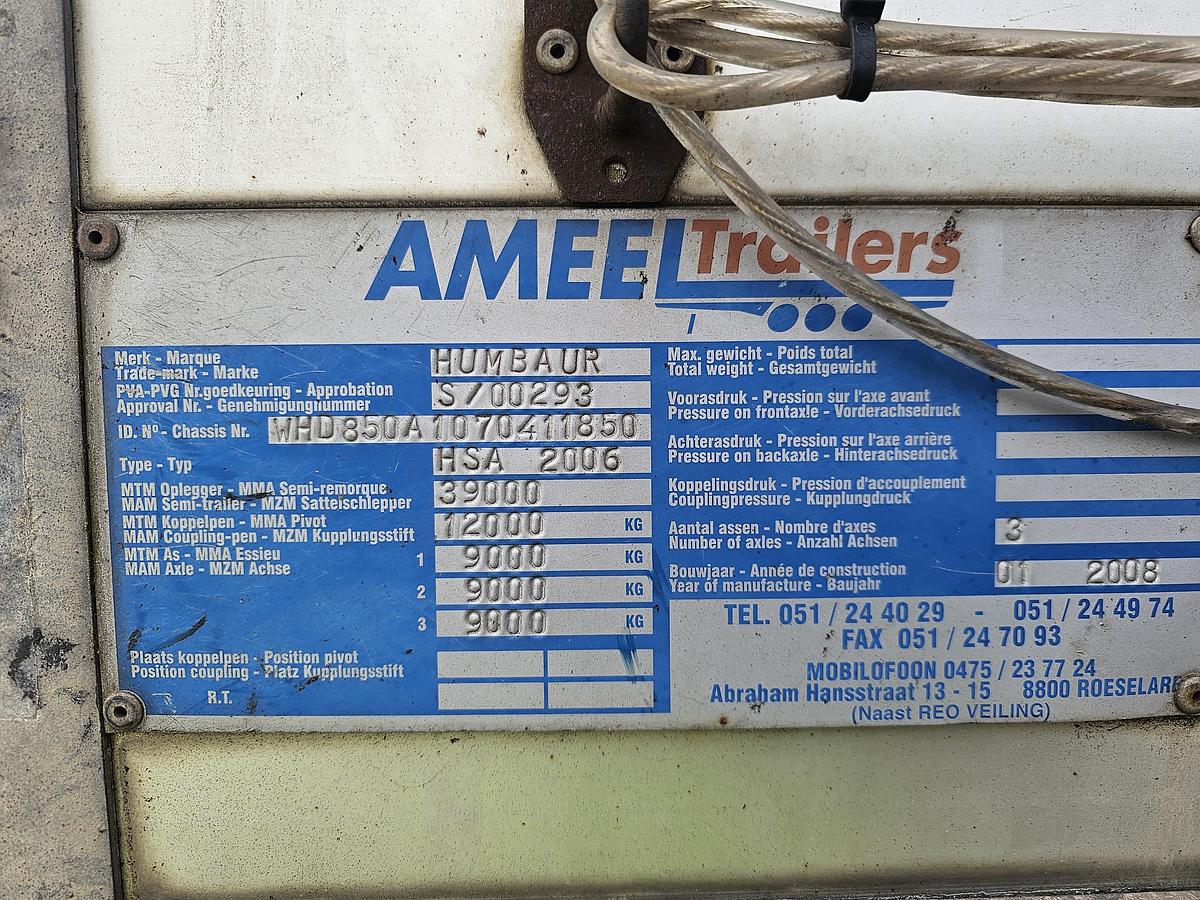 AMEEL Trailers
Merk - Marque
Trade-mark - Marke
HUMBAUR
PVA-PVG Nr.goedkeuring - Approbation
Approval Nr. - Genehmigungnummer
S/00293
ID. Nº - Chassis Nr. WHD850A1070411850
Type - Typ HSA 2006
MTM Oplegger - MMA Semi-remorque
MAM Semi-trailer - MZM Sattelschlepper
39000
MTM Koppelpen - MMA Pivot
MAM Coupling-pen - MZM Kupplungsstift
12000 KG
MTM As - MMA Essieu
MAM Axle - MZM Achse
1 9000 KG
2 9000 KG
3 9000 KG
Plaats koppelpen - Position pivot
Position coupling - Platz Kupplungsstift
R.T.
Max. gewicht - Poids total
Total weight - Gesamtgewicht
Voorasdruk - Pression sur l'axe avant
Pressure on frontaxle - Vorderachsedruck
Achterasdruk - Pression sur l'axe arrière
Pressure on backaxle - Hinterachsedruck
Koppelingsdruk - Pression d'accouplement
Couplingpressure - Kupplungdruck
Aantal assen - Nombre d'axes
Number of axles - Anzahl Achsen
3
Bouwjaar - Année de construction
Year of manufacture - Baujahr
01 2008
TEL. 051 / 24 40 29 - 051 / 24 49 74
FAX 051 / 24 70 93
MOBILOFOON 0475 / 23 77 24
Abraham Hansstraat 13 - 15 8800 ROESELARE
(Naast REO VEILING)